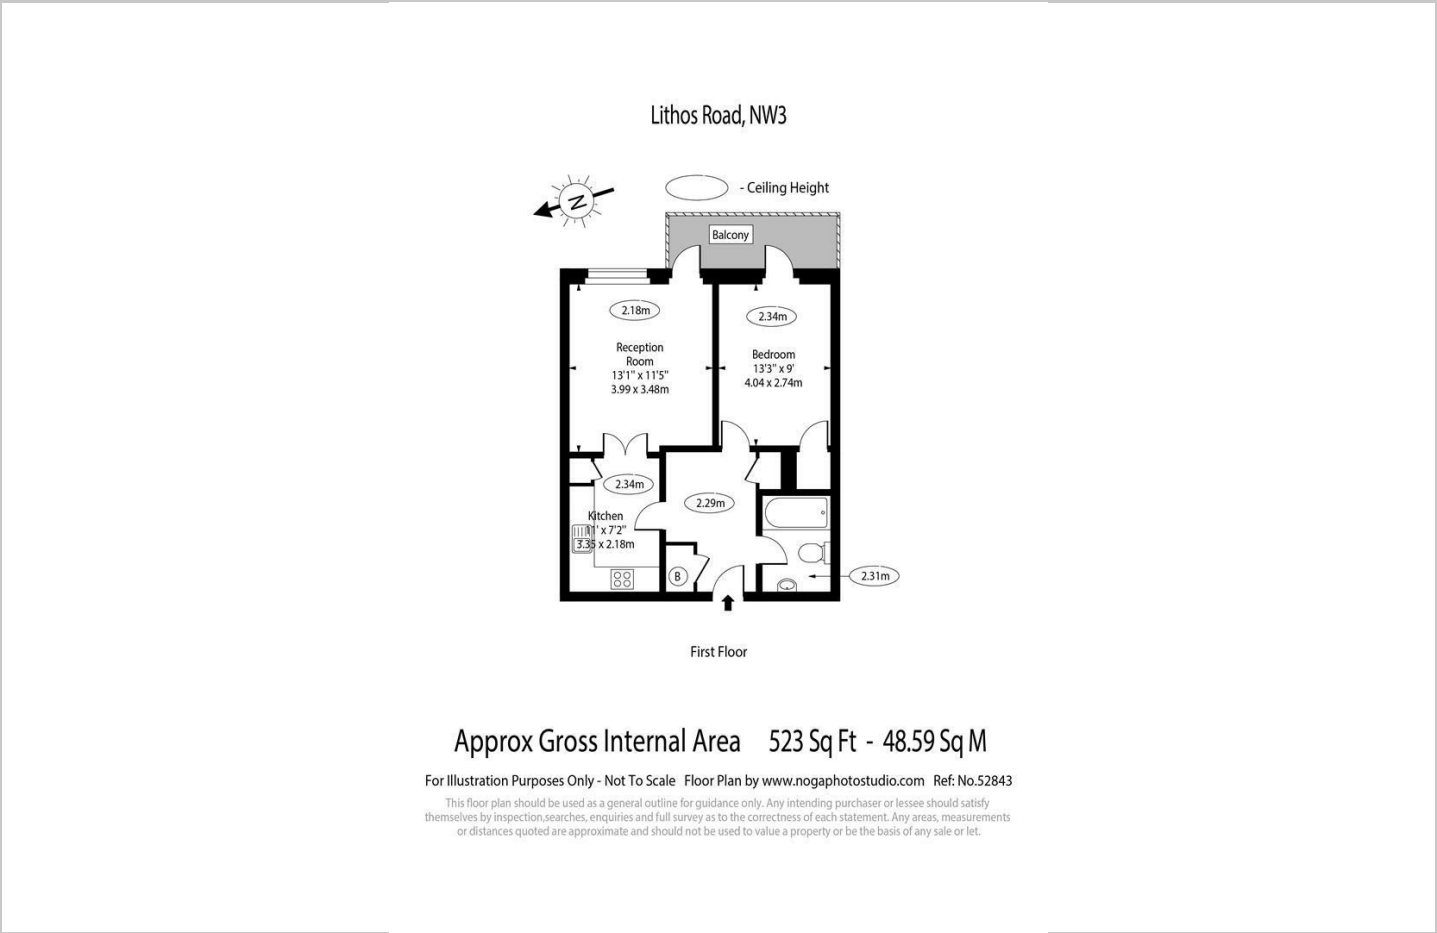 Lithos Road, NW3
N
- Ceiling Height
Balcony
2.18m
2.34m
Reception
Room
13'1" x 11'5"
3.99 x 3.48m
Bedroom
13'3" x 9'
4.04 x 2.74m
2.34m
2.29m
Kitchen
11' x 7'2"
3.35 x 2.18m
B
2.31m
First Floor
Approx Gross Internal Area 523 Sq Ft - 48.59 Sq M
For Illustration Purposes Only - Not To Scale Floor Plan by www.nogaphotostudio.com Ref: No.52843
This floor plan should be used as a general outline for guidance only. Any intending purchaser or lessee should satisfy
themselves by inspection,searches, enquiries and full survey as to the correctness of each statement. Any areas, measurements
or distances quoted are approximate and should not be used to value a property or be the basis of any sale or let.